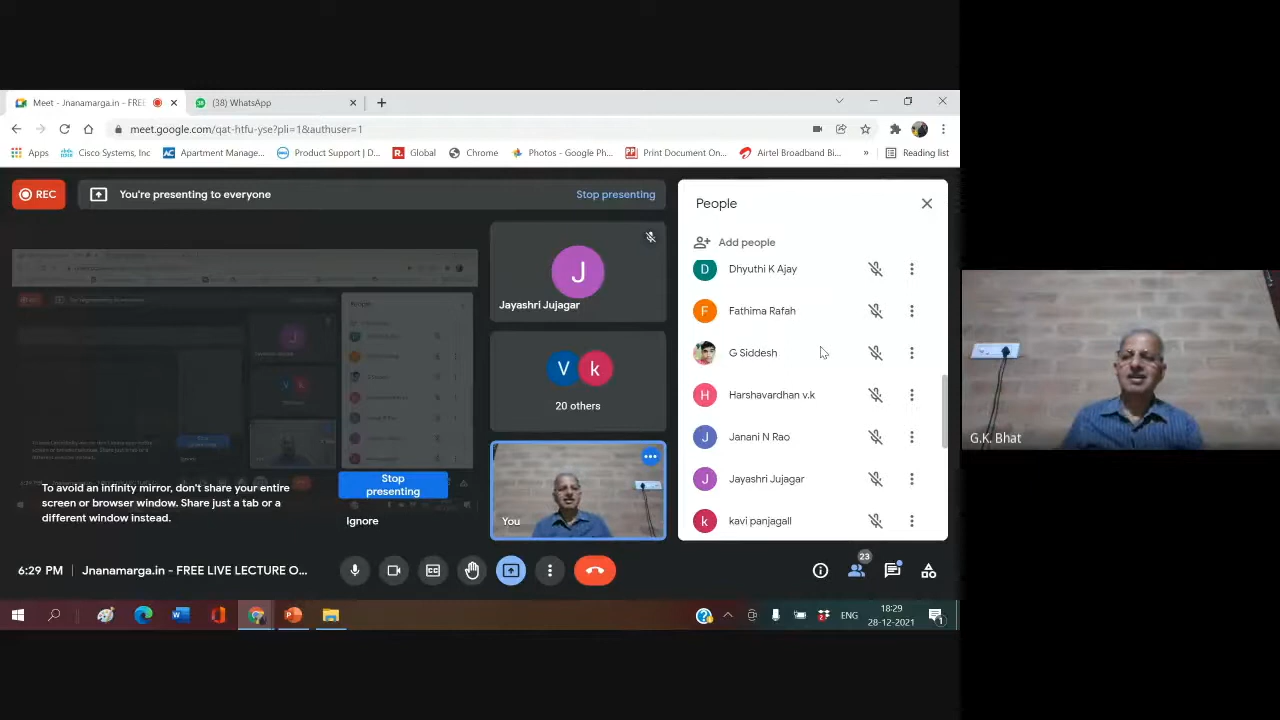 Meet - Jnanamarga.in - FREE
(38) WhatsApp
meet.google.com/qat-htfu-yse?pli=1&authuser=1
Apps
Cisco Systems, Inc
Apartment Manage...
Product Support | D...
Global
Chrome
Photos - Google Ph...
Print Document On...
Airtel Broadband Bi...
»
Reading list
REC
You're presenting to everyone
Stop presenting
People
Add people
J
Jayashri Jujagar
V k
20 others
You
D Dhyuthi K Ajay
F Fathima Rafah
G Siddesh
H Harshavardhan v.k
J Janani N Rao
J Jayashri Jujagar
k kavi panjagall
To avoid an infinity mirror, don't share your entire
screen or browser window. Share just a tab or a
different window instead.
Stop
presenting
Ignore
6:29 PM | Jnanamarga.in - FREE LIVE LECTURE O...
23
ENG
18:29
28-12-2021
1
G.K. Bhat